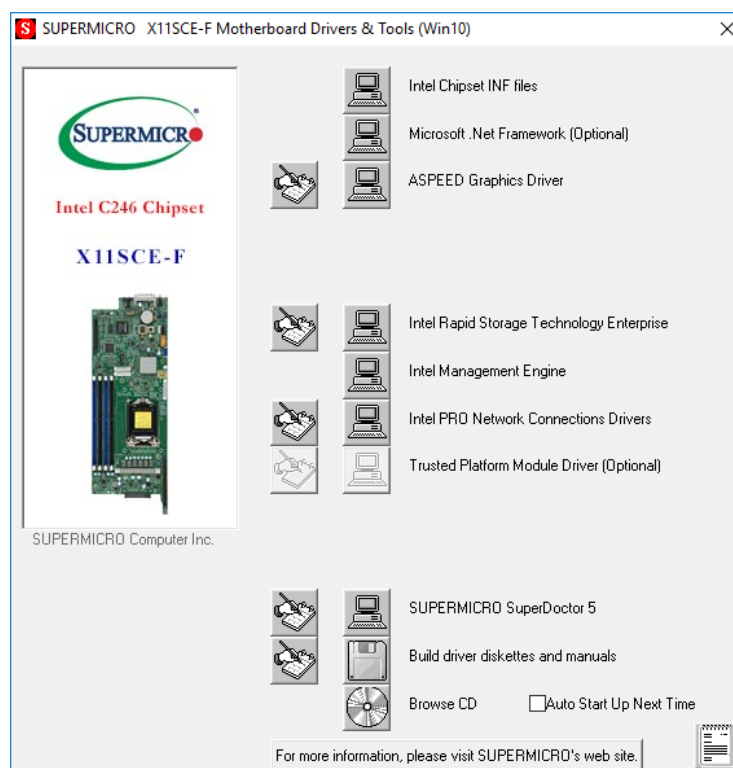 SUPERMICRO X11SCE-F Motherboard Drivers & Tools (Win10)
SUPERMICR
Intel C246 Chipset
X11SCE-F
SUPERMICRO Computer Inc.
Intel Chipset INF files
Microsoft .Net Framework (Optional)
ASPEED Graphics Driver
Intel Rapid Storage Technology Enterprise
Intel Management Engine
Intel PRO Network Connections Drivers
Trusted Platform Module Driver (Optional)
SUPERMICRO SuperDoctor 5
Build driver diskettes and manuals
Browse CD
Auto Start Up Next Time
For more information, please visit SUPERMICRO's web site.